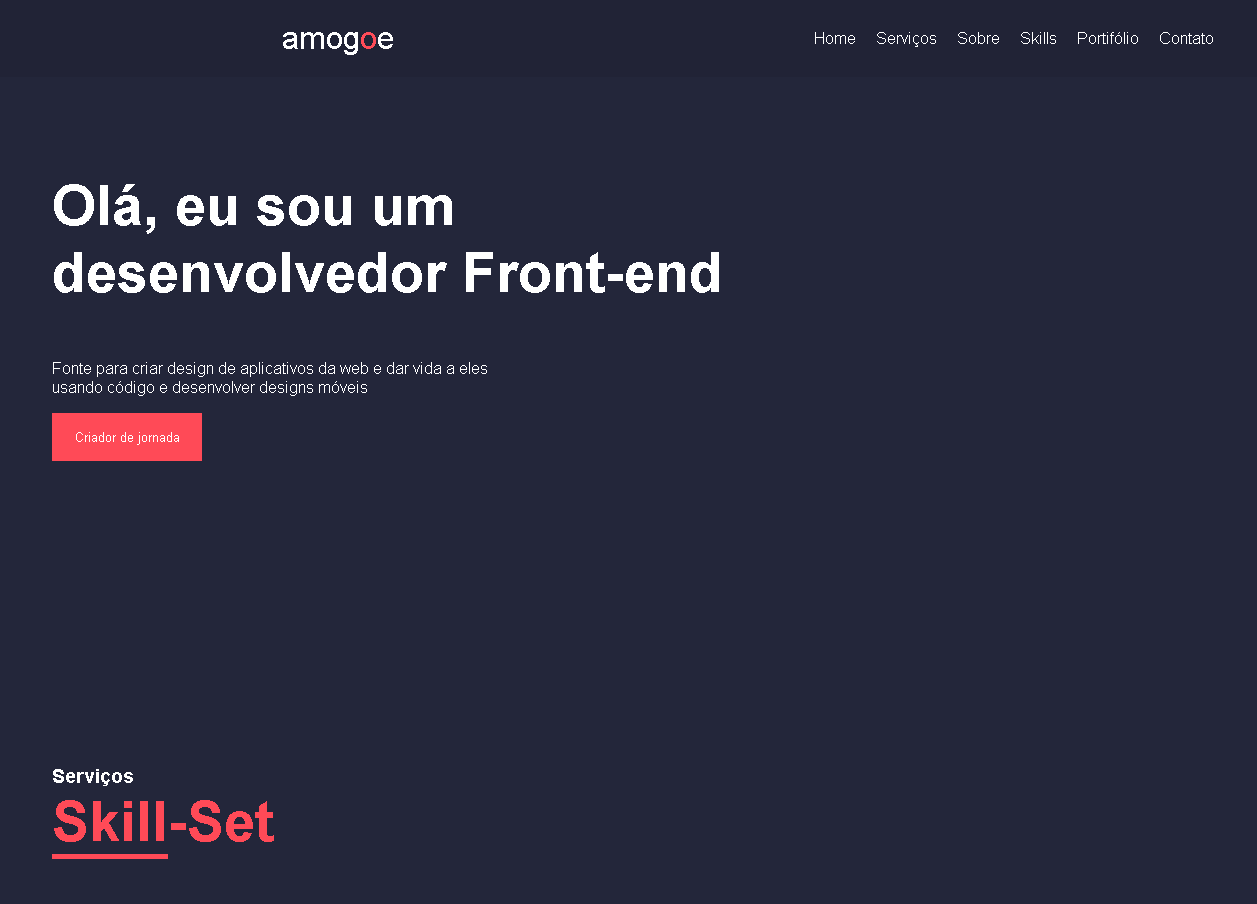 amogoe
Home Serviços Sobre Skills Portifólio Contato
Olá, eu sou um
desenvolvedor Front-end
Fonte para criar design de aplicativos da web e dar vida a eles
usando código e desenvolver designs móveis
Criador de jornada
Serviços
Skill-Set